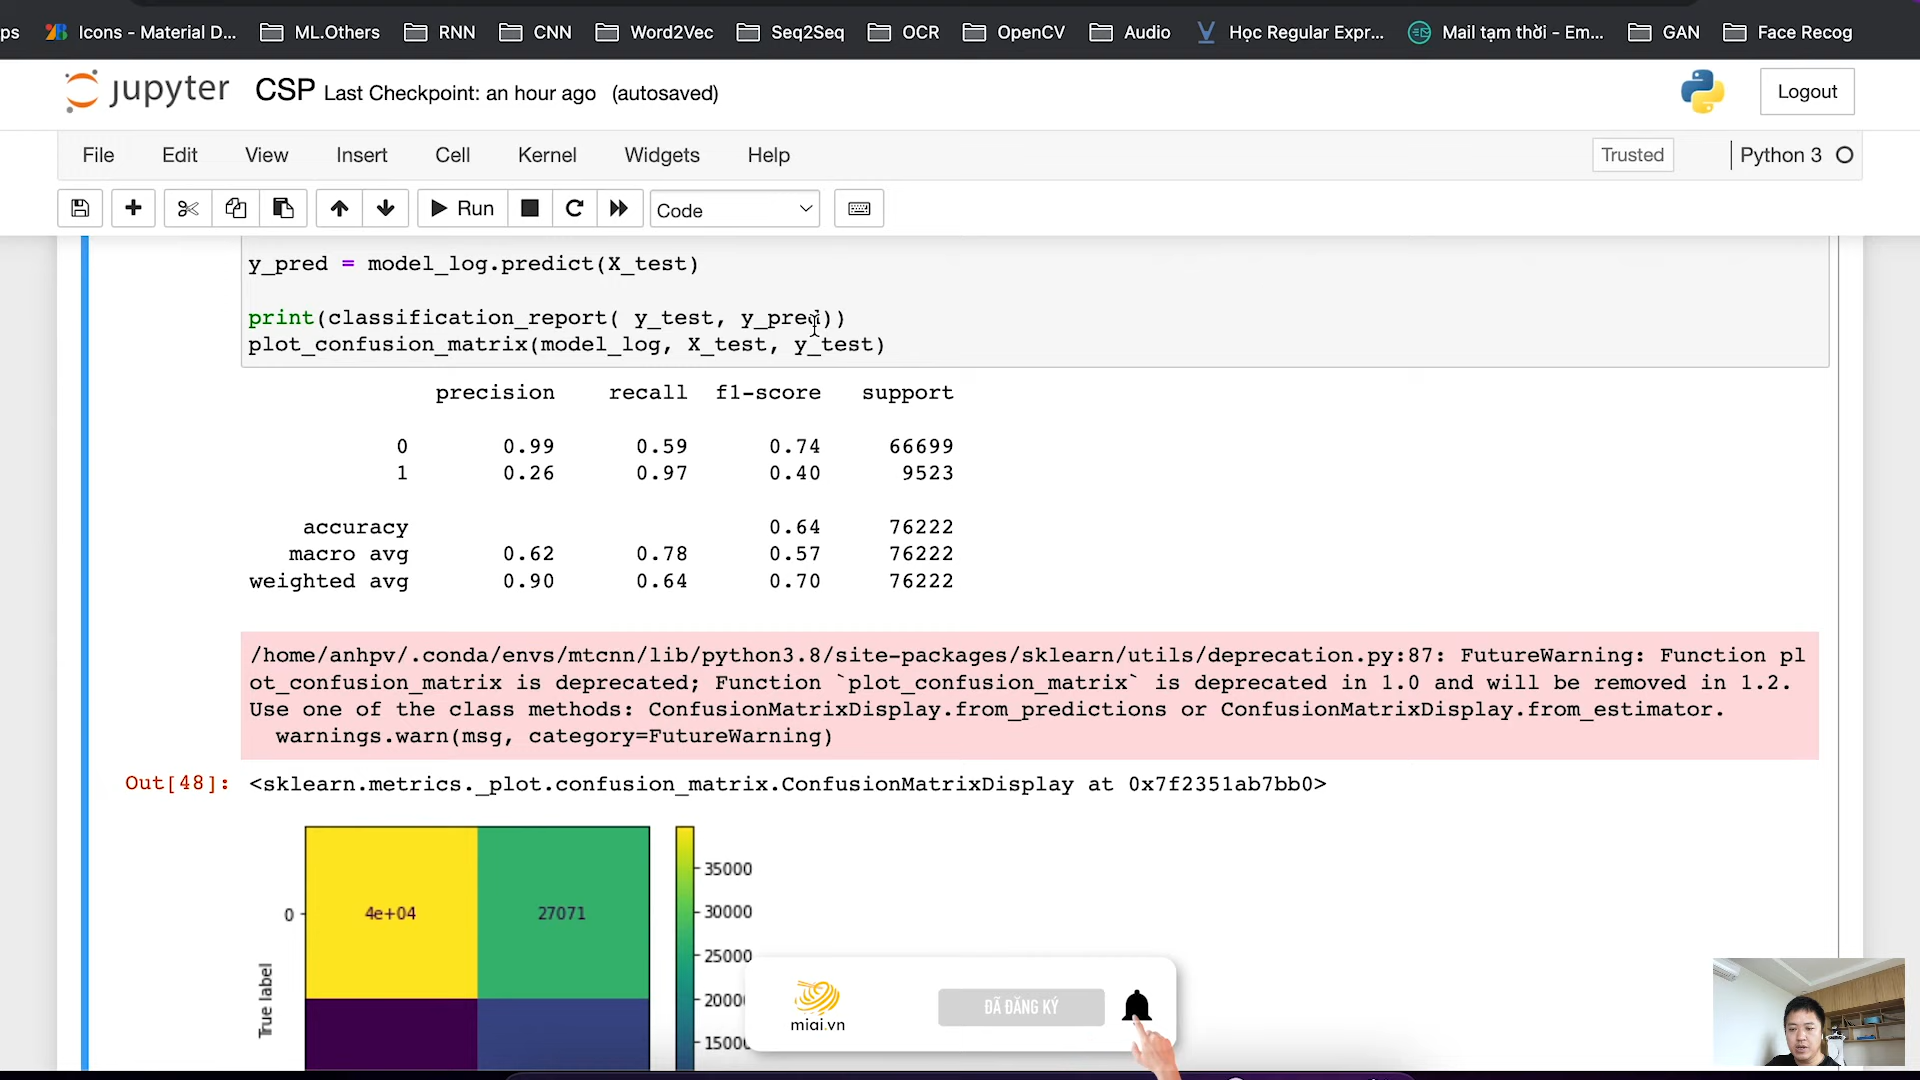 ps Icons - Material D... ML.Others RNN CNN Word2Vec Seq2Seq OCR OpenCV Audio Học Regular Expr... Mail tạm thời - Em... GAN Face Recog
jupyter CSP Last Checkpoint: an hour ago (autosaved) Logout
File Edit View Insert Cell Kernel Widgets Help Trusted Python 3
Run Code
y_pred = model_log.predict(X_test)
print(classification_report( y_test, y_pred))
plot_confusion_matrix(model_log, X_test, y_test)
precision recall f1-score support
0 0.99 0.59 0.74 66699
1 0.26 0.97 0.40 9523
accuracy 0.64 76222
macro avg 0.62 0.78 0.57 76222
weighted avg 0.90 0.64 0.70 76222
/home/anhpv/.conda/envs/mtcnn/lib/python3.8/site-packages/sklearn/utils/deprecation.py:87: FutureWarning: Function pl
ot_confusion_matrix is deprecated; Function `plot_confusion_matrix` is deprecated in 1.0 and will be removed in 1.2.
Use one of the class methods: ConfusionMatrixDisplay.from_predictions or ConfusionMatrixDisplay.from_estimator.
warnings.warn(msg, category=FutureWarning)
Out[48]: <sklearn.metrics._plot.confusion_matrix.ConfusionMatrixDisplay at 0x7f2351ab7bb0>
35000
0 4e+04 27071 30000
25000
True label
20000
15000
miai.vn ĐÃ ĐĂNG KÝ